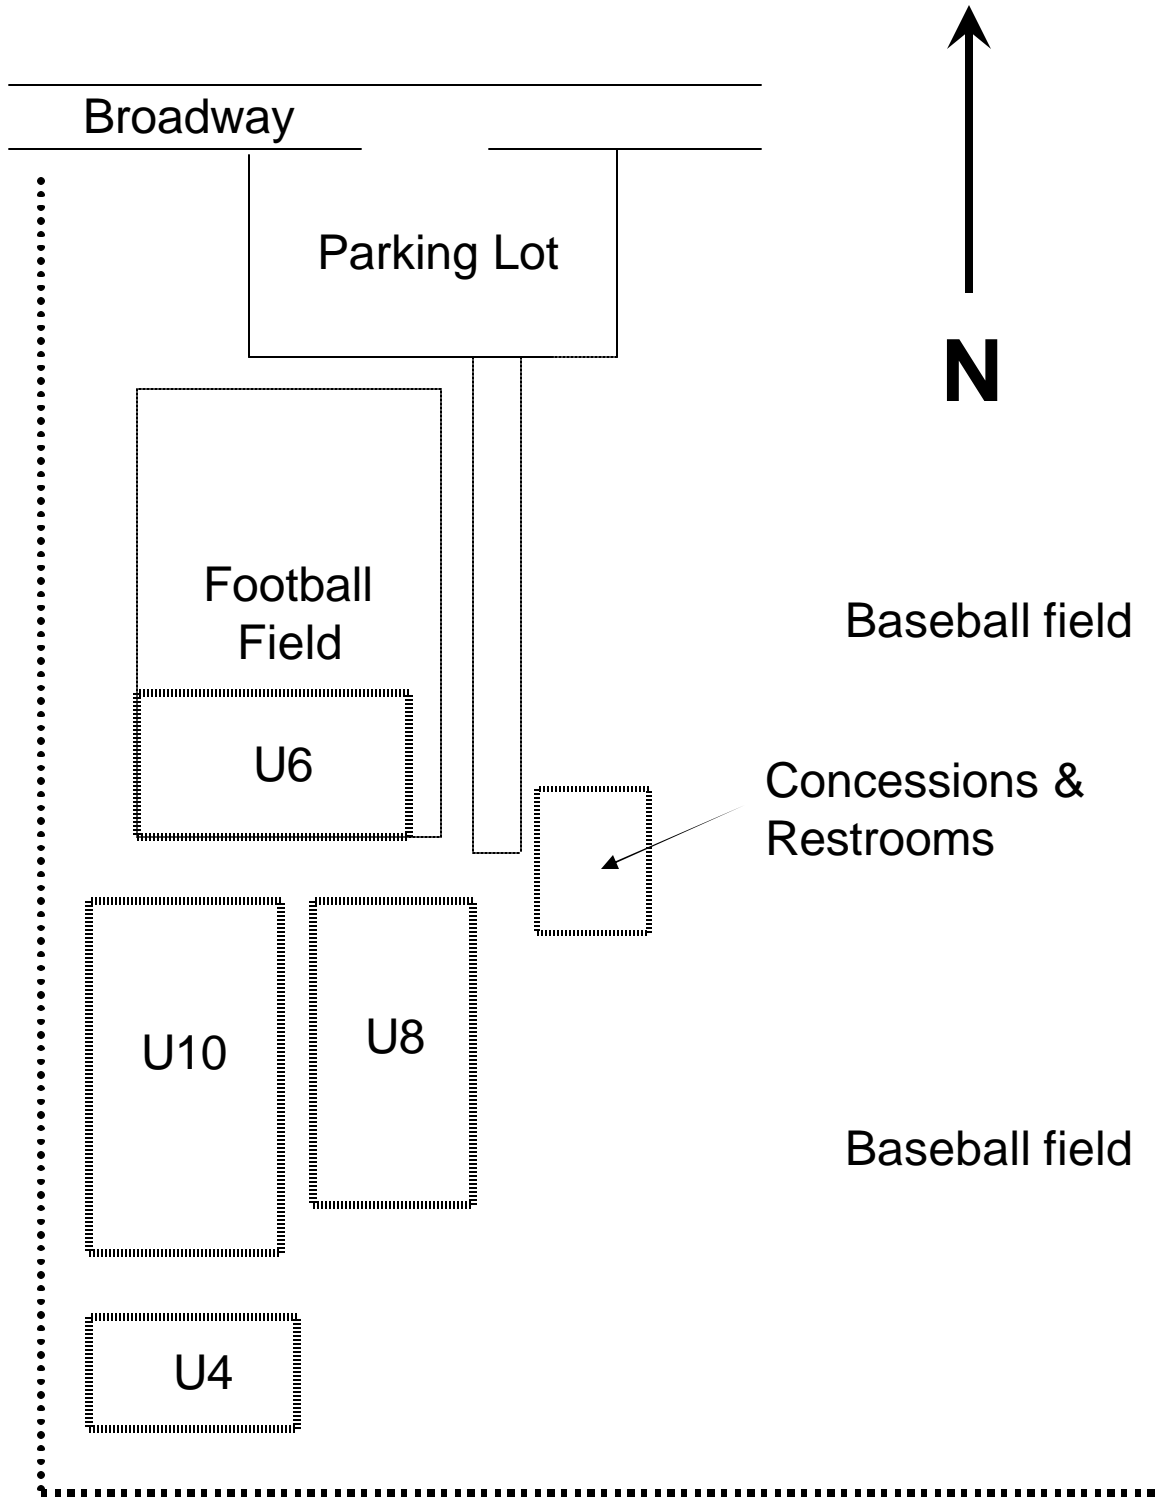 Broadway
Parking Lot
N
Football
Field
Baseball field
U6
Concessions &
Restrooms
U10
U8
Baseball field
U4